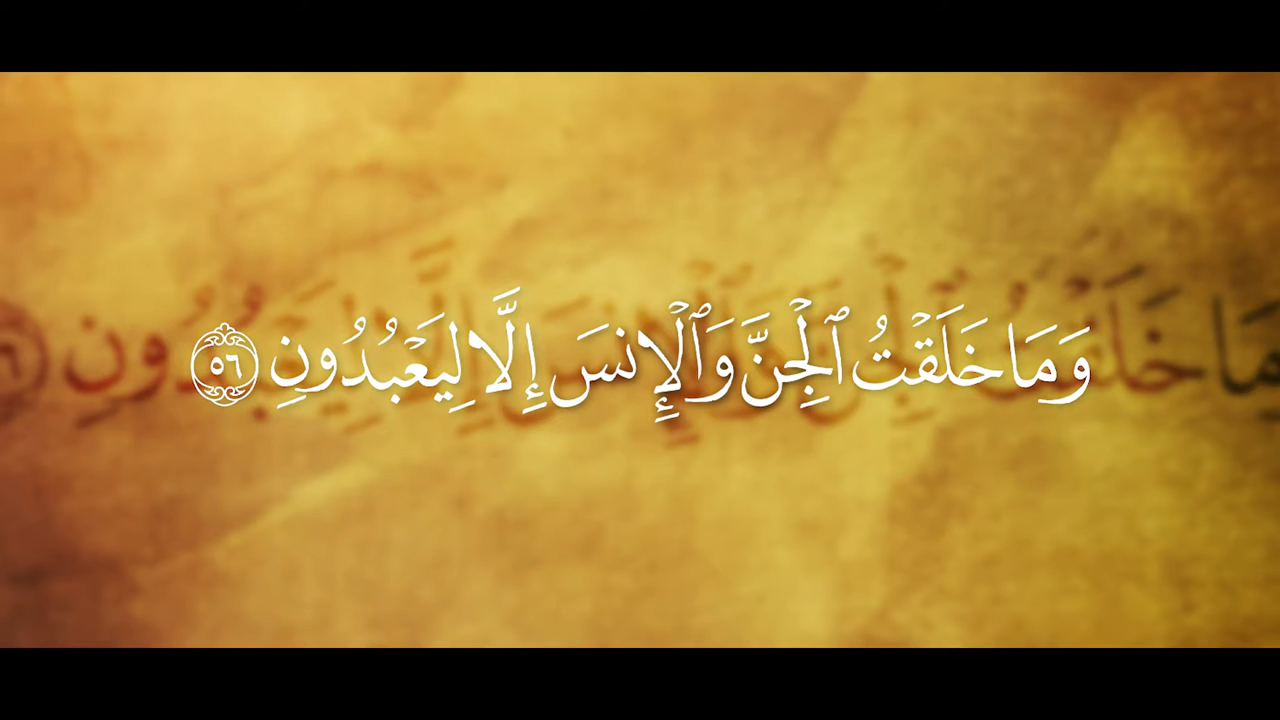 وَمَا خَلَقْتُ ٱلْجِنَّ وَٱلْإِنسَ إِلَّا لِيَعْبُدُونِ ٥٦